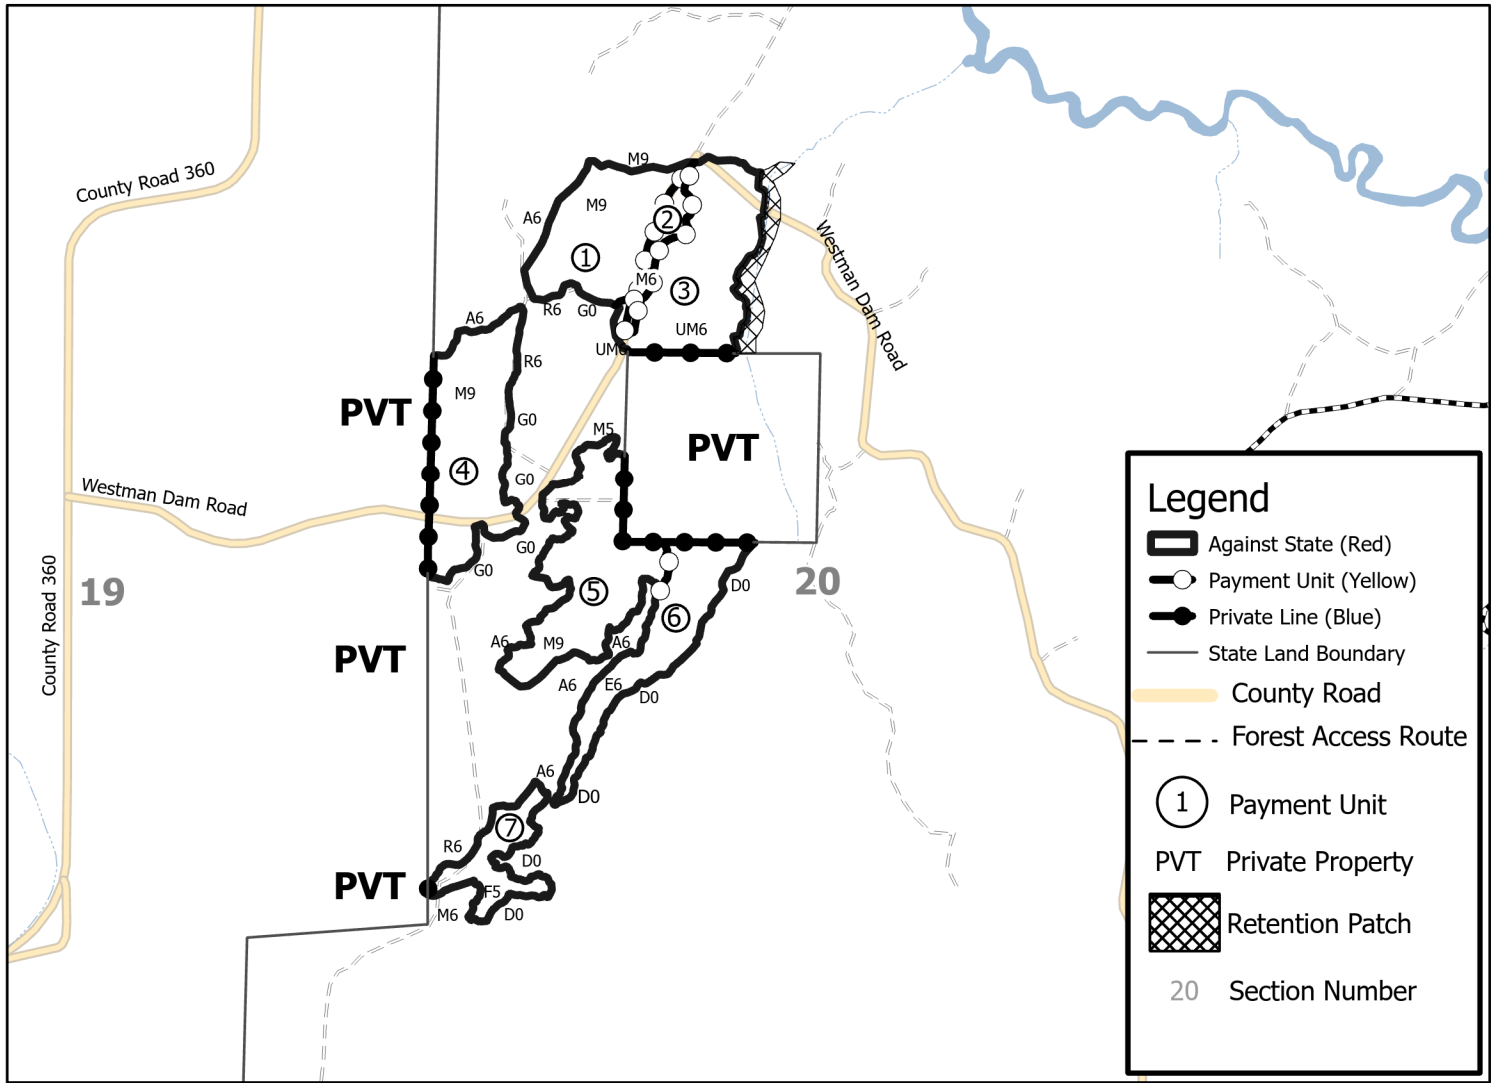 M9
County Road 360
M9
A6
2
Westman Dam Road
1
M6
3
R6
G0
A6
UM6
UM6
R6
M9
PVT
G0
M5
PVT
4
G0
Westman Dam Road
G0
G0
County Road 360
19
5
20
D0
6
A6
M9
A6
A6
E6
D0
PVT
A6
D0
7
R6
D0
PVT
F5
M6
D0
Legend
Against State (Red)
Payment Unit (Yellow)
Private Line (Blue)
State Land Boundary
County Road
Forest Access Route
1 Payment Unit
PVT Private Property
Retention Patch
20 Section Number